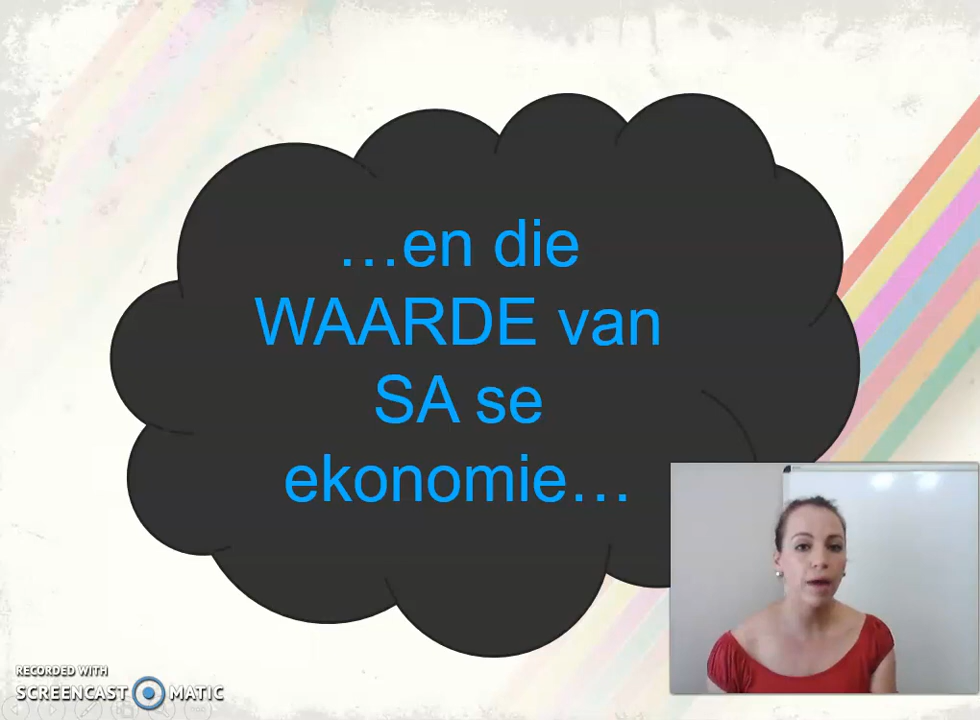 …en die
WAARDE van
SA se
ekonomie…
RECORDED WITH
SCREENCAST MATIC